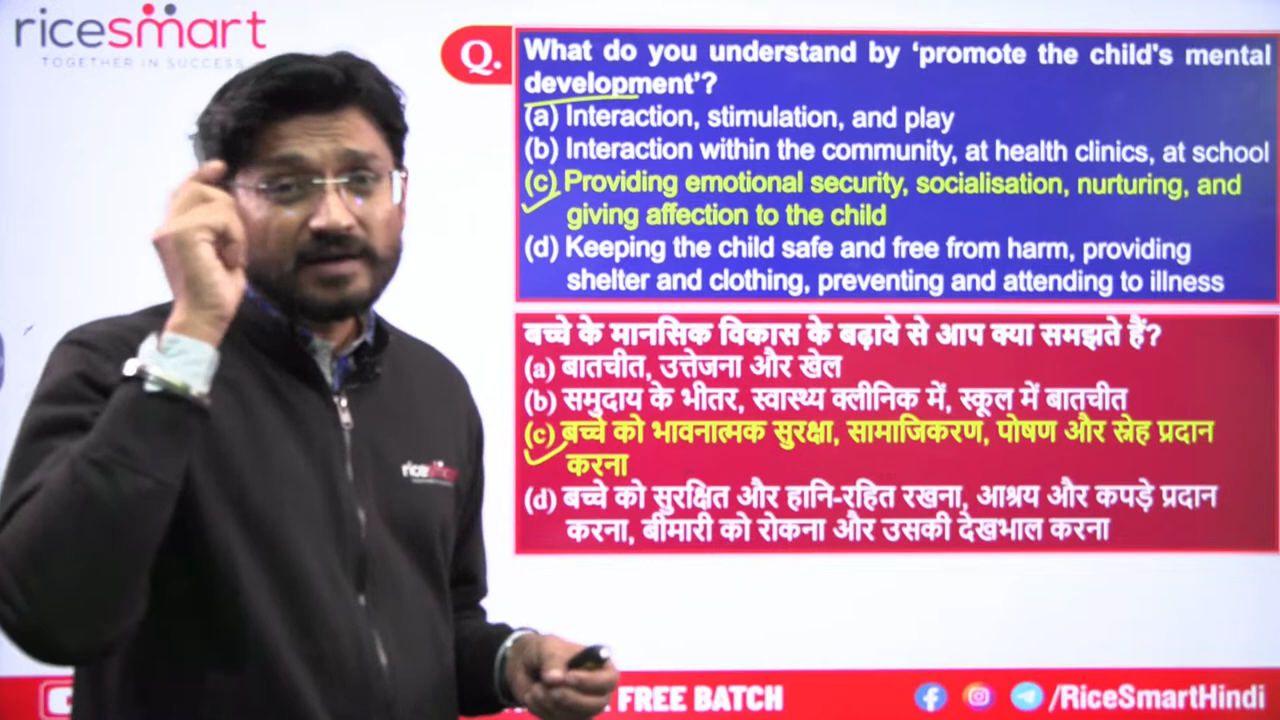 ricesmart
TOGETHER IN SUCCESS
Q.
What do you understand by ‘promote the child's mental
development’?
(a) Interaction, stimulation, and play
(b) Interaction within the community, at health clinics, at school
(c) Providing emotional security, socialisation, nurturing, and
giving affection to the child
(d) Keeping the child safe and free from harm, providing
shelter and clothing, preventing and attending to illness
बच्चे के मानसिक विकास के बढ़ावे से आप क्या समझते हैं?
(a) बातचीत, उत्तेजना और खेल
(b) समुदाय के भीतर, स्वास्थ्य क्लीनिक में, स्कूल में बातचीत
(c) बच्चे को भावनात्मक सुरक्षा, सामाजिकरण, पोषण और स्नेह प्रदान
करना
(d) बच्चे को सुरक्षित और हानि-रहित रखना, आश्रय और कपड़े प्रदान
करना, बीमारी को रोकना और उसकी देखभाल करना
ricesmart
FREE BATCH
/RiceSmartHindi